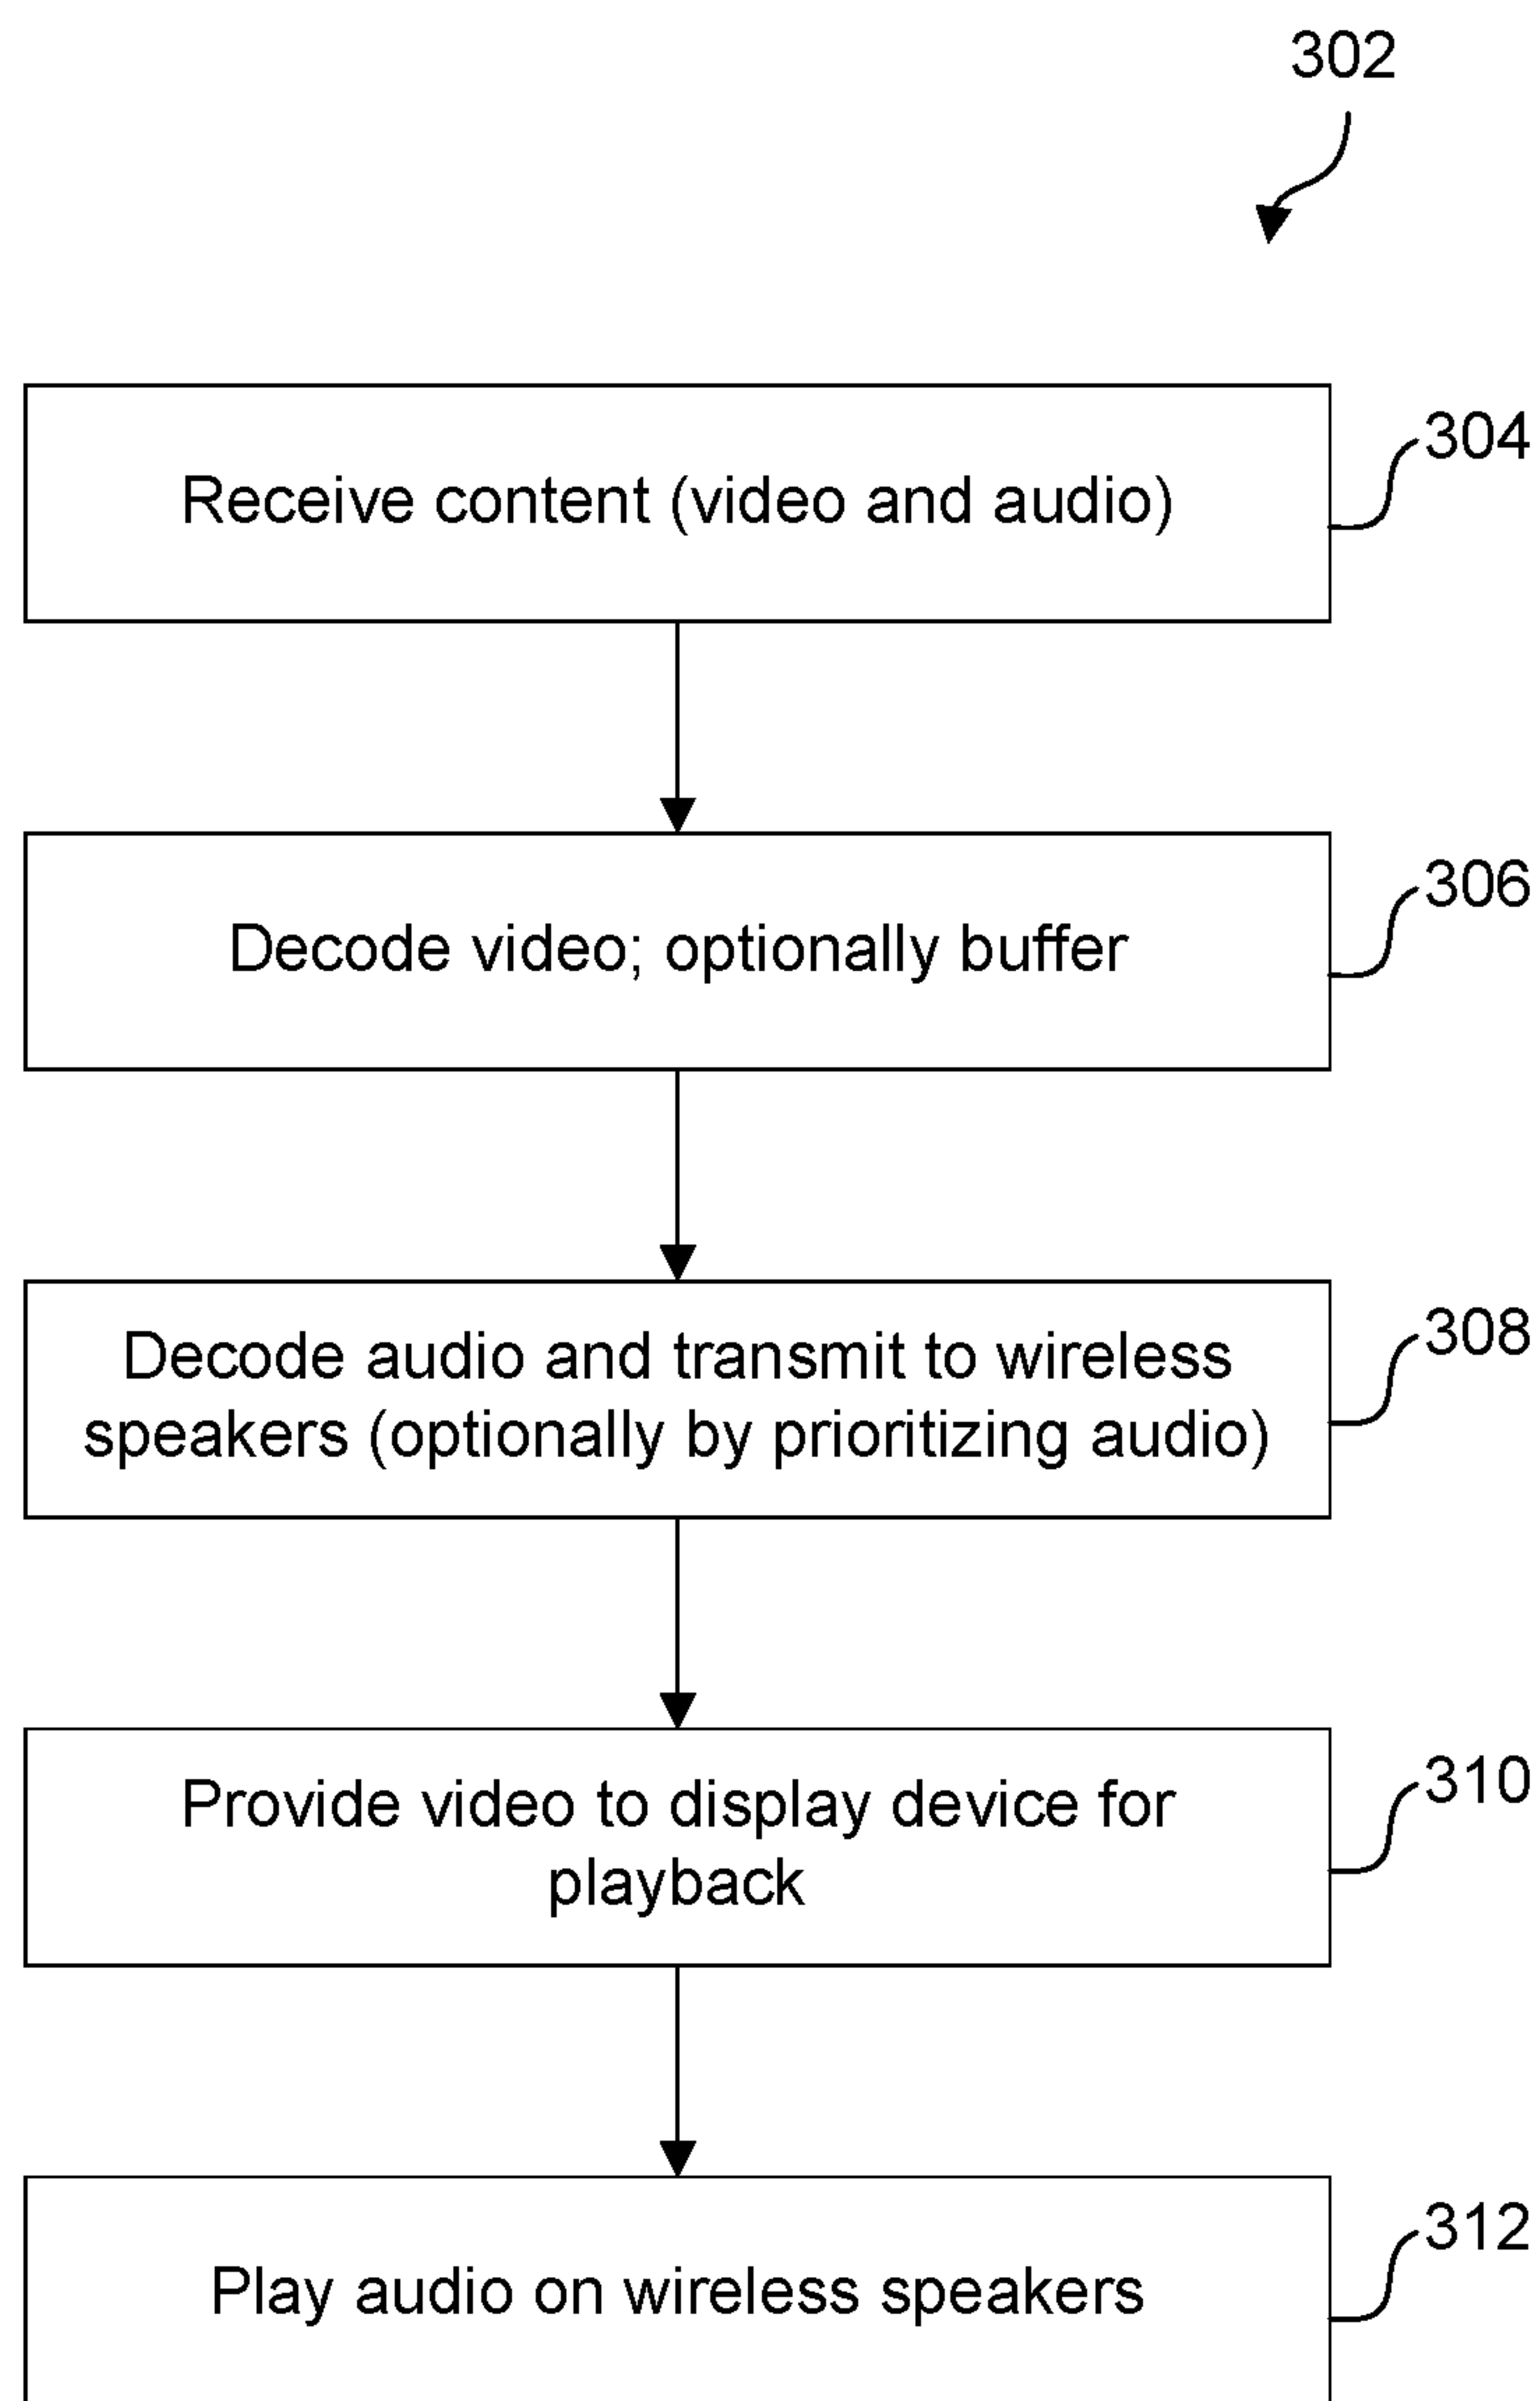 302
304
Receive content (video and audio)
306
Decode video; optionally buffer
308
Decode audio and transmit to wireless
speakers (optionally by prioritizing audio)
310
Provide video to display device for
playback
312
Play audio on wireless speakers